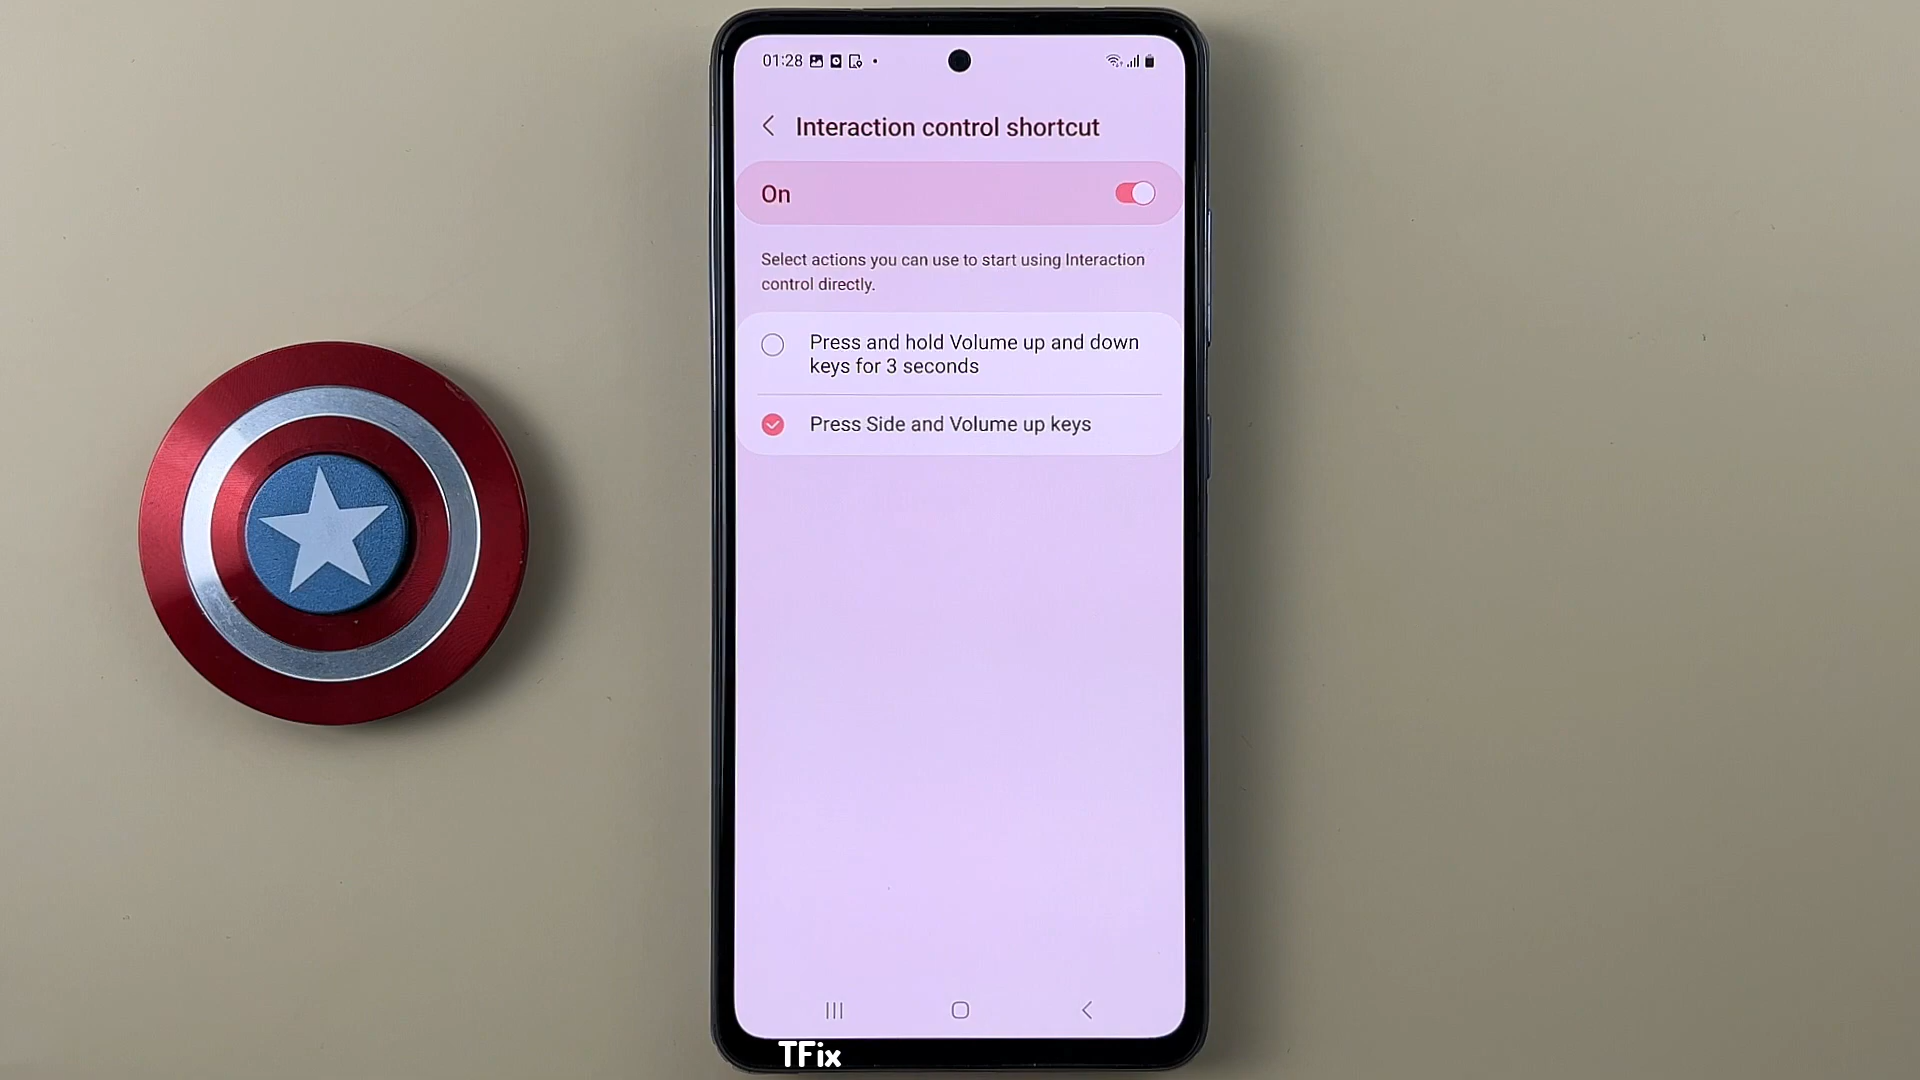 01:28
Interaction control shortcut
On
Select actions you can use to start using Interaction
control directly.
Press and hold Volume up and down
keys for 3 seconds
Press Side and Volume up keys
TFix